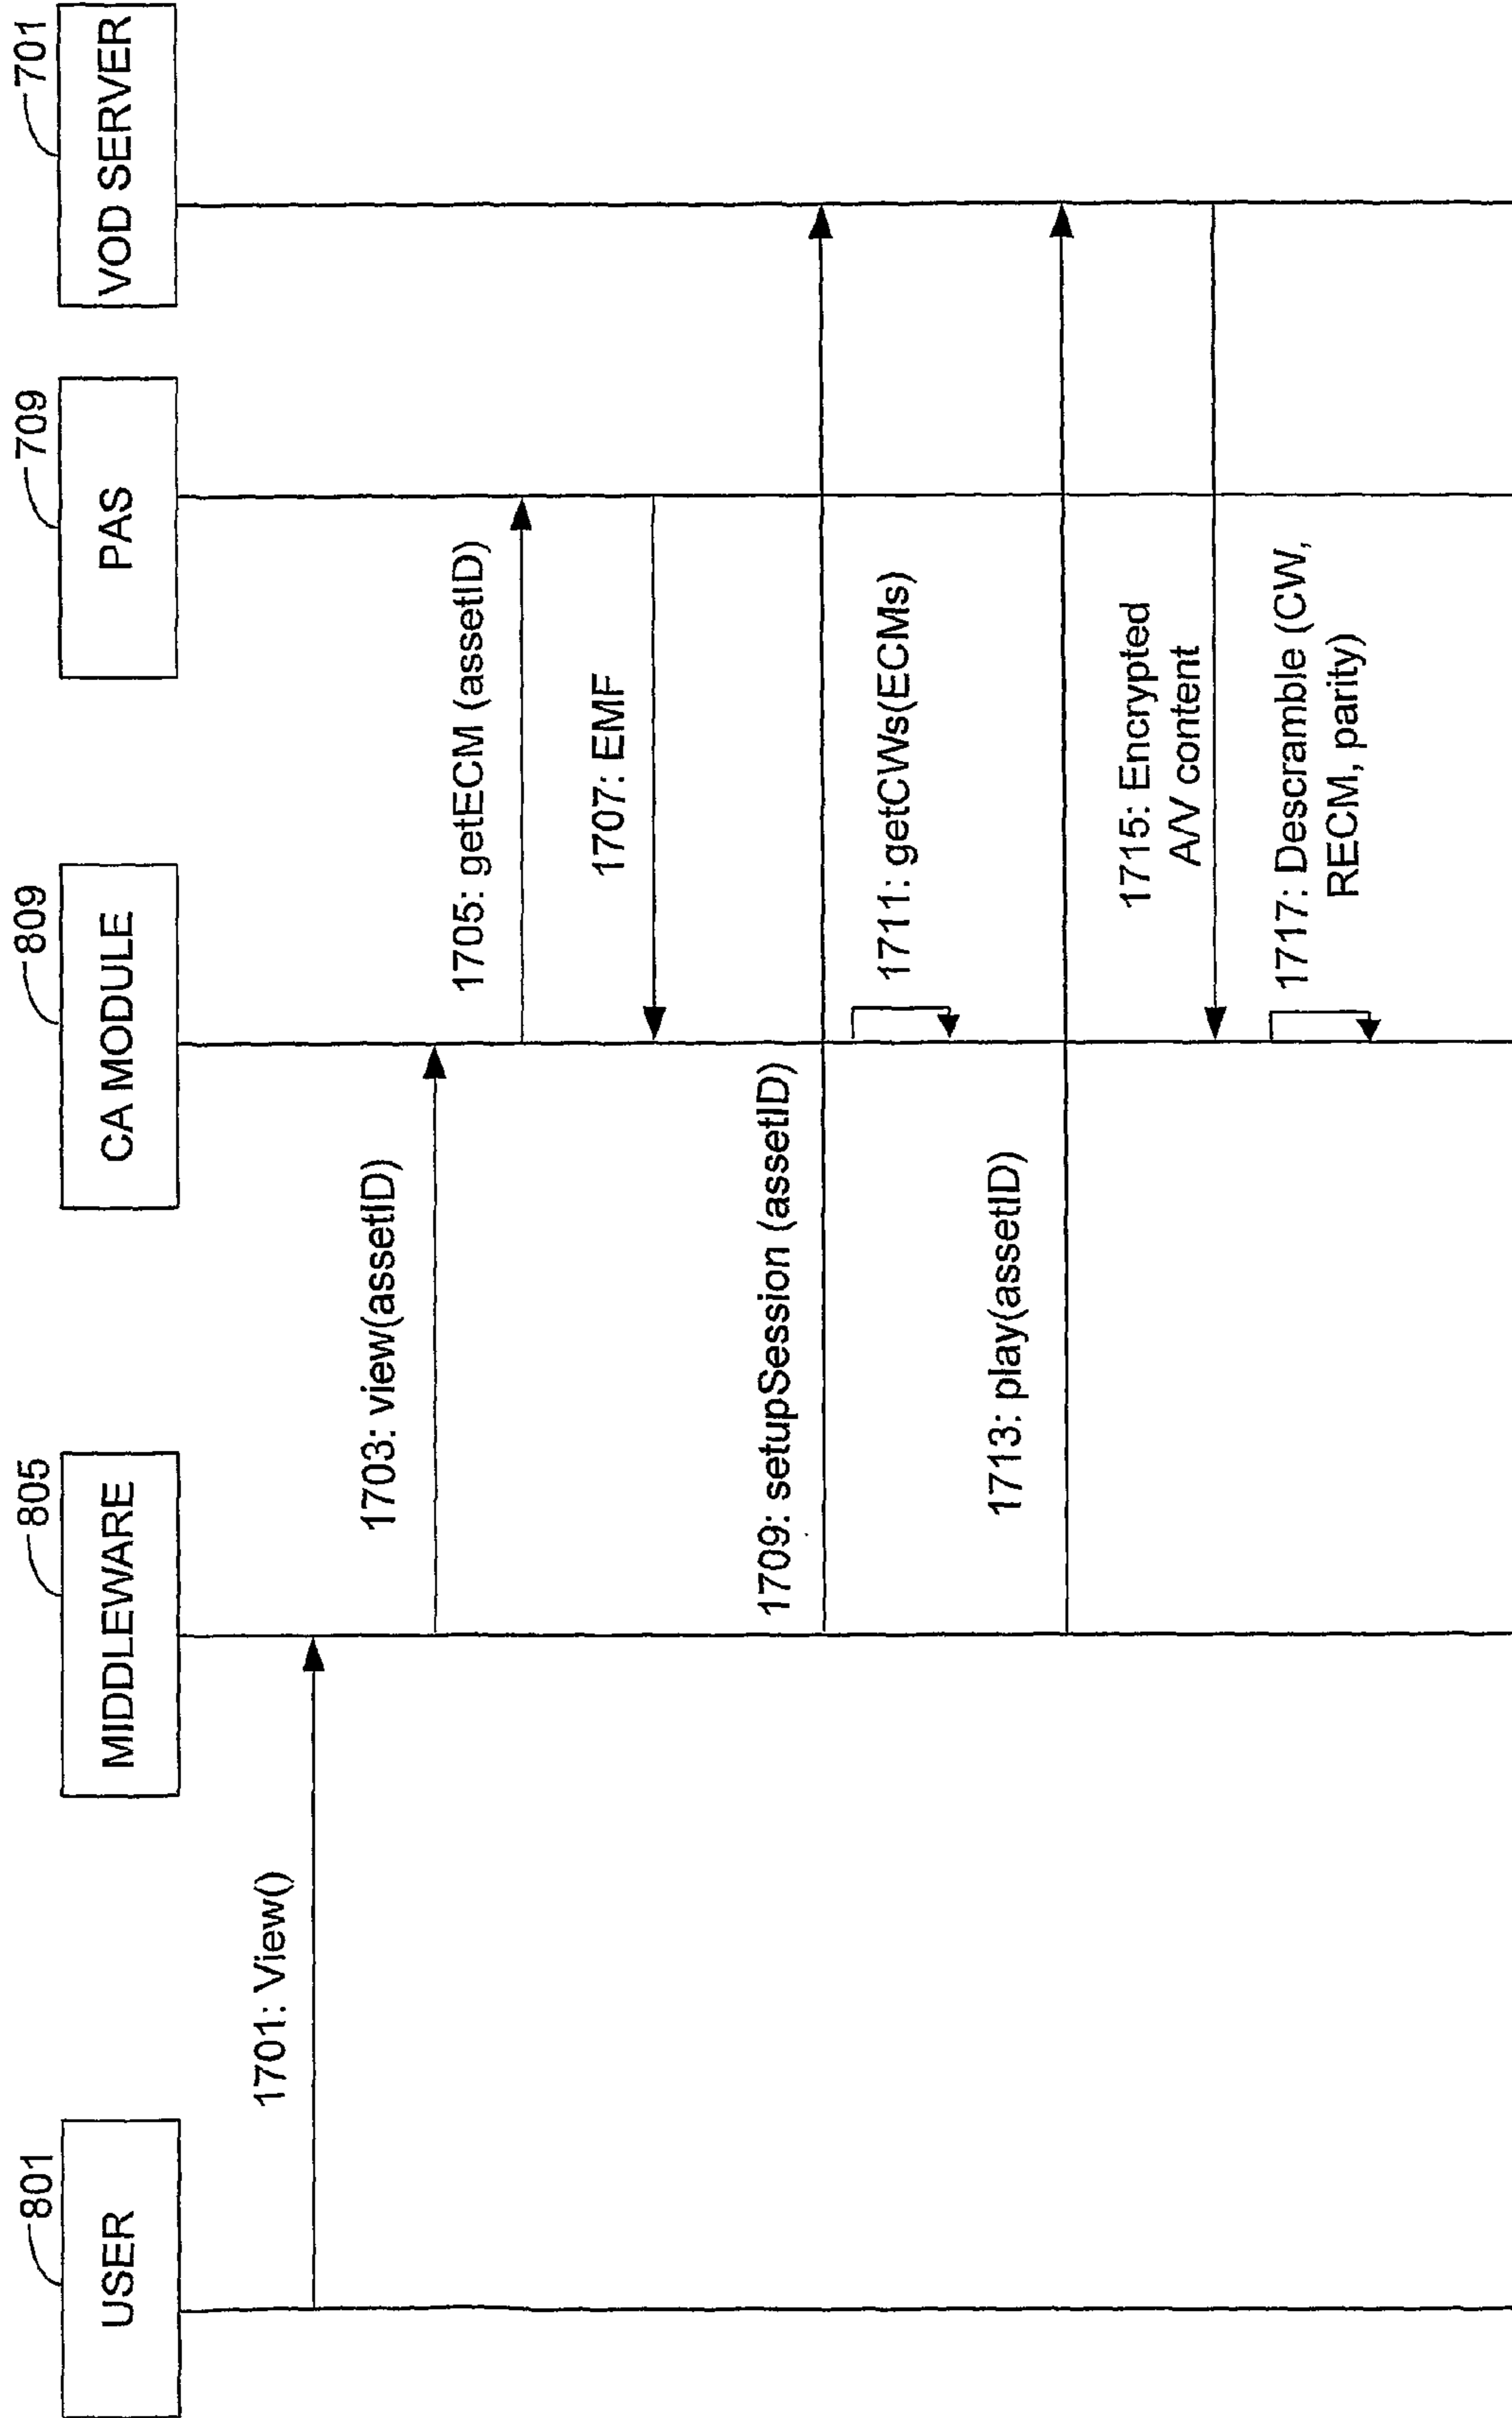 801
USER
805
MIDDLEWARE
809
CA MODULE
709
PAS
701
VOD SERVER
1701: View()
1703: view(assetID)
1705: getECM (assetID)
1707: EMF
1709: setupSession (assetID)
1711: getCWs(ECMs)
1713: play(assetID)
1715: Encrypted
A/V content
1717: Descramble (CW,
RECM, parity)